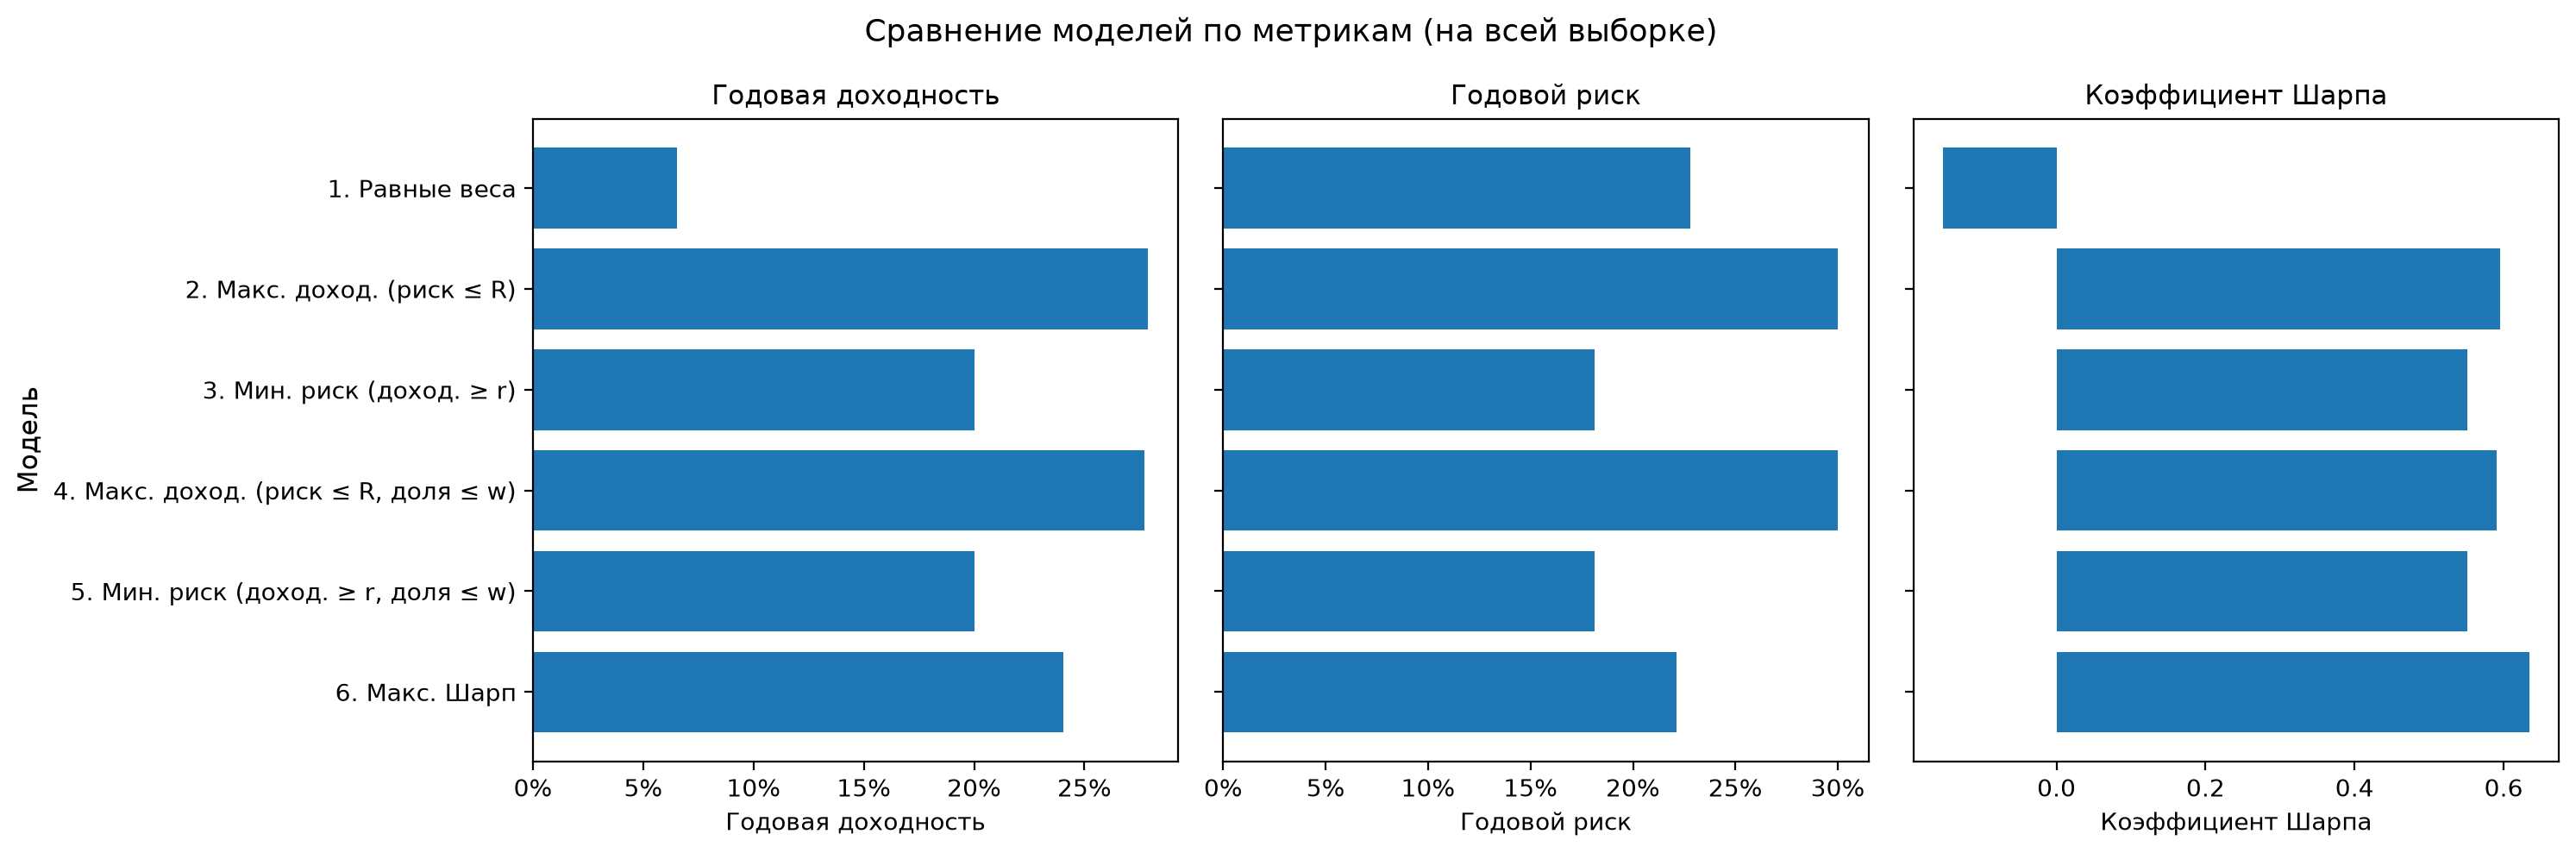 Сравнение моделей по метрикам (на всей выборке)
Годовая доходность
Годовой риск
Коэффициент Шарпа
Модель
1. Равные веса
2. Макс. доход. (риск ≤ R)
3. Мин. риск (доход. ≥ r)
4. Макс. доход. (риск ≤ R, доля ≤ w)
5. Мин. риск (доход. ≥ r, доля ≤ w)
6. Макс. Шарп
0% 5% 10% 15% 20% 25%
0% 5% 10% 15% 20% 25% 30%
0.0 0.2 0.4 0.6
Годовая доходность
Годовой риск
Коэффициент Шарпа